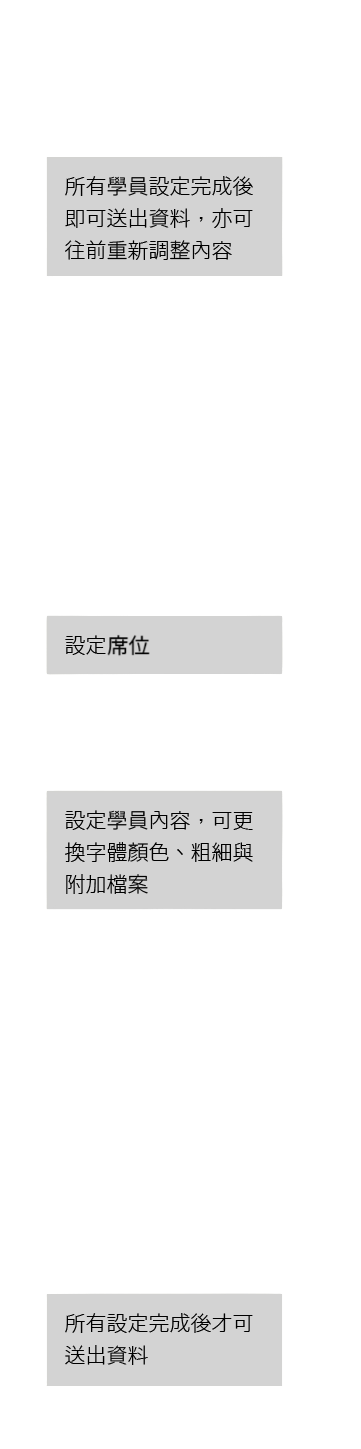 所有學員設定完成後
即可送出資料，亦可
往前重新調整內容
設定席位
設定學員內容，可更
換字體顏色、粗細與
附加檔案
所有設定完成後才可
送出資料